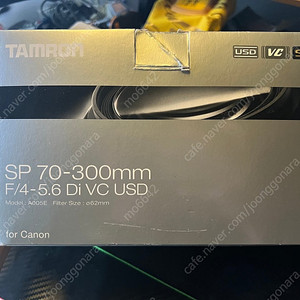 TAMRON
USD VC S
SP 70-300mm
F/4-5.6 Di VC USD
Model : A005E Filter Size : ø62mm
for Canon
cafe.naver.com/joonggonara